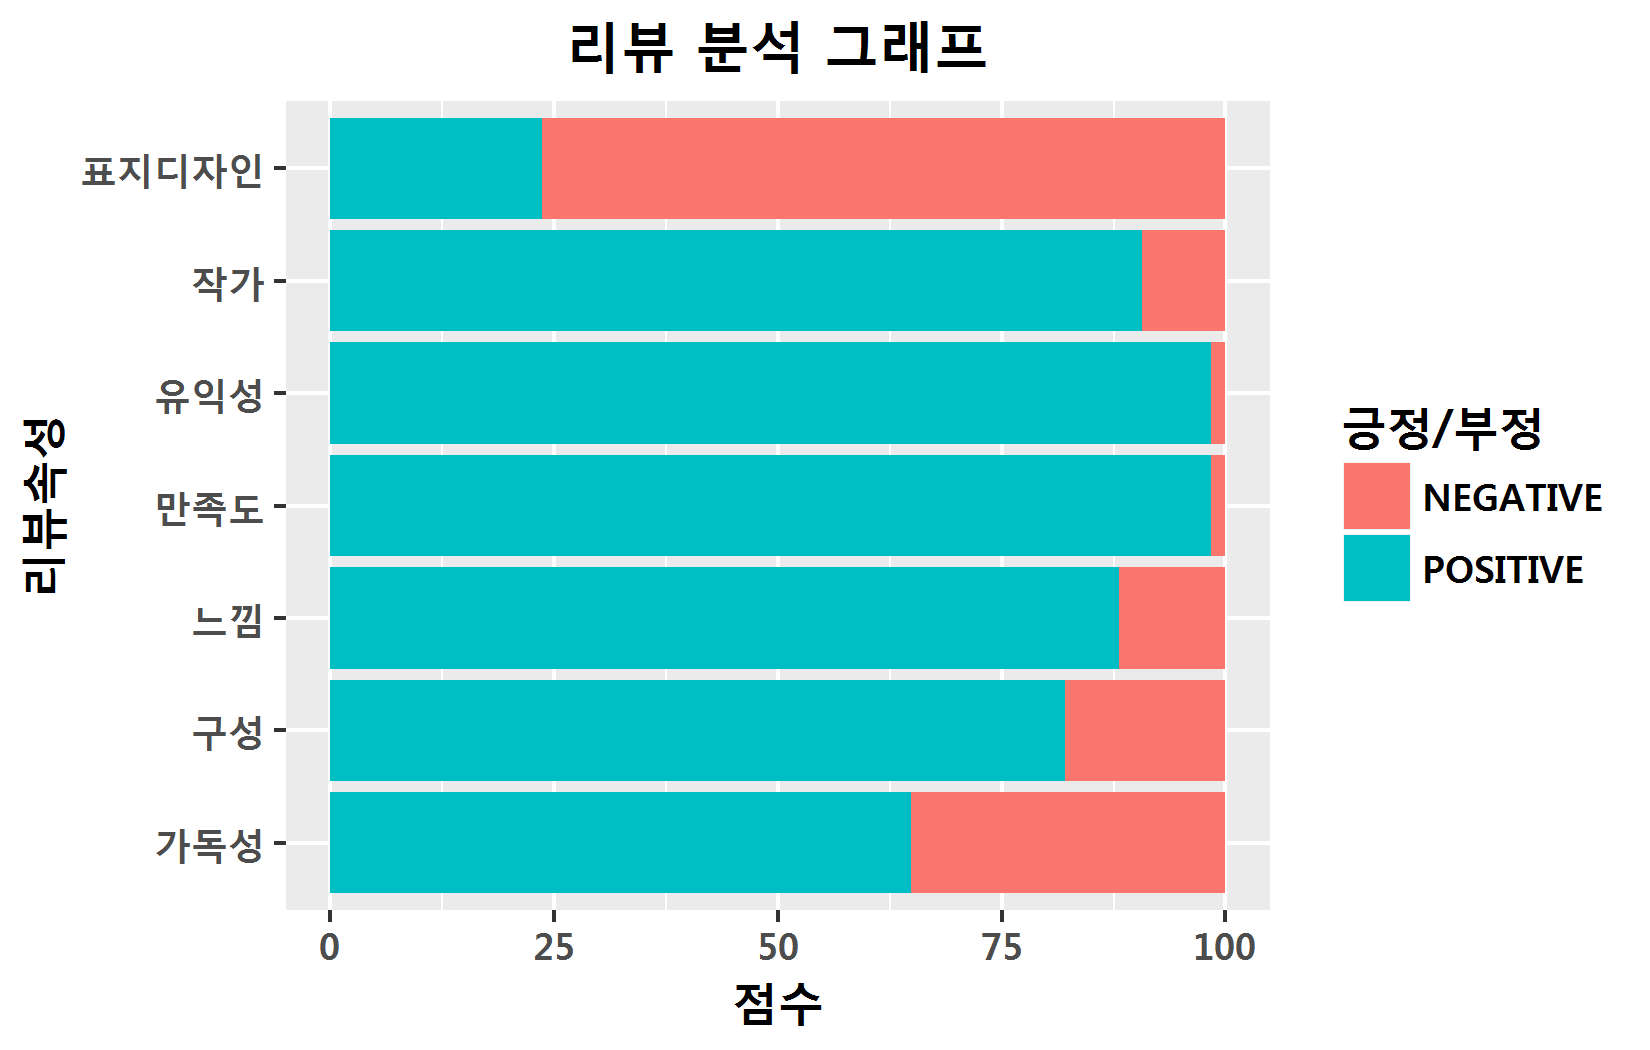 리뷰 분석 그래프
표지디자인
작가
유익성
만족도
느낌
구성
가독성
리뷰속성
0 25 50 75 100
점수
긍정/부정
NEGATIVE
POSITIVE